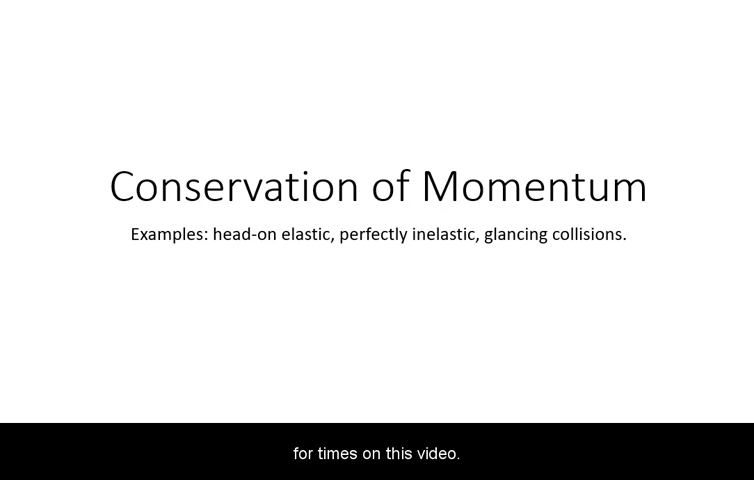 Conservation of Momentum
Examples: head-on elastic, perfectly inelastic, glancing collisions.
for times on this video.